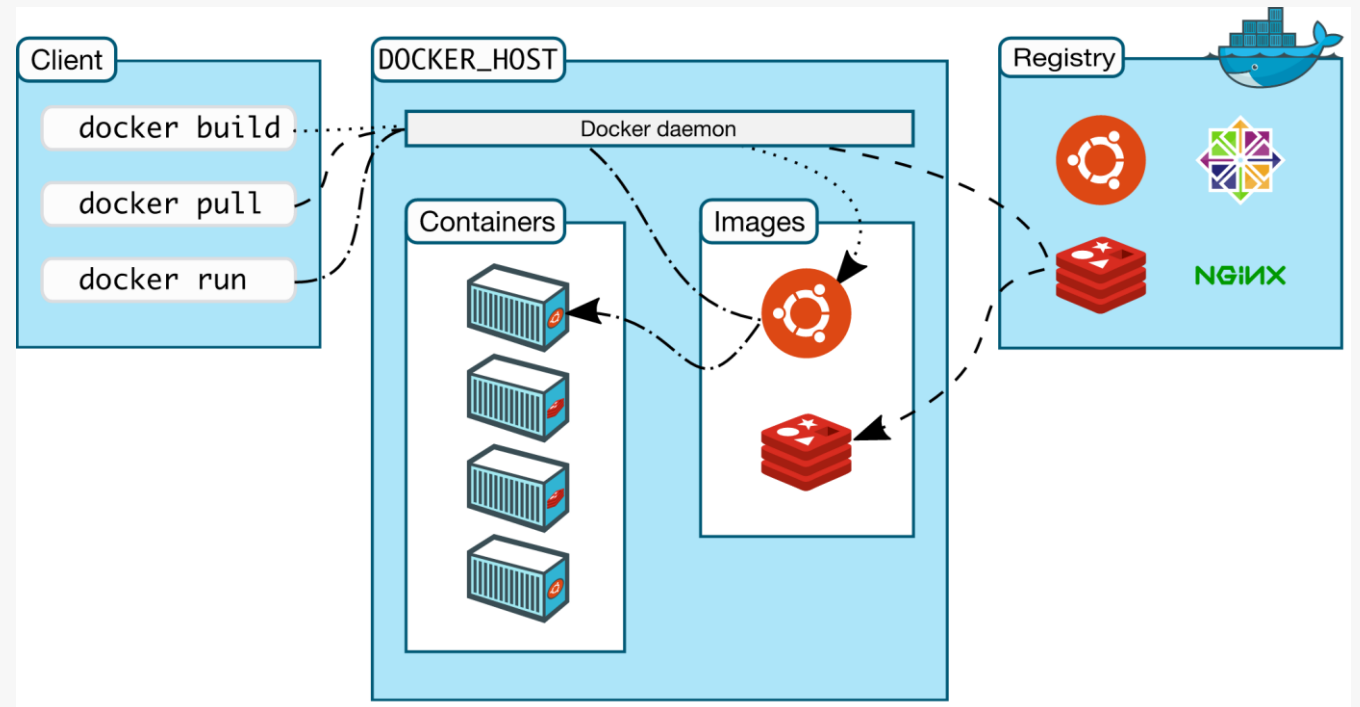 Client
docker build
docker pull
docker run
DOCKER_HOST
Docker daemon
Containers
Images
Registry
NGiNX